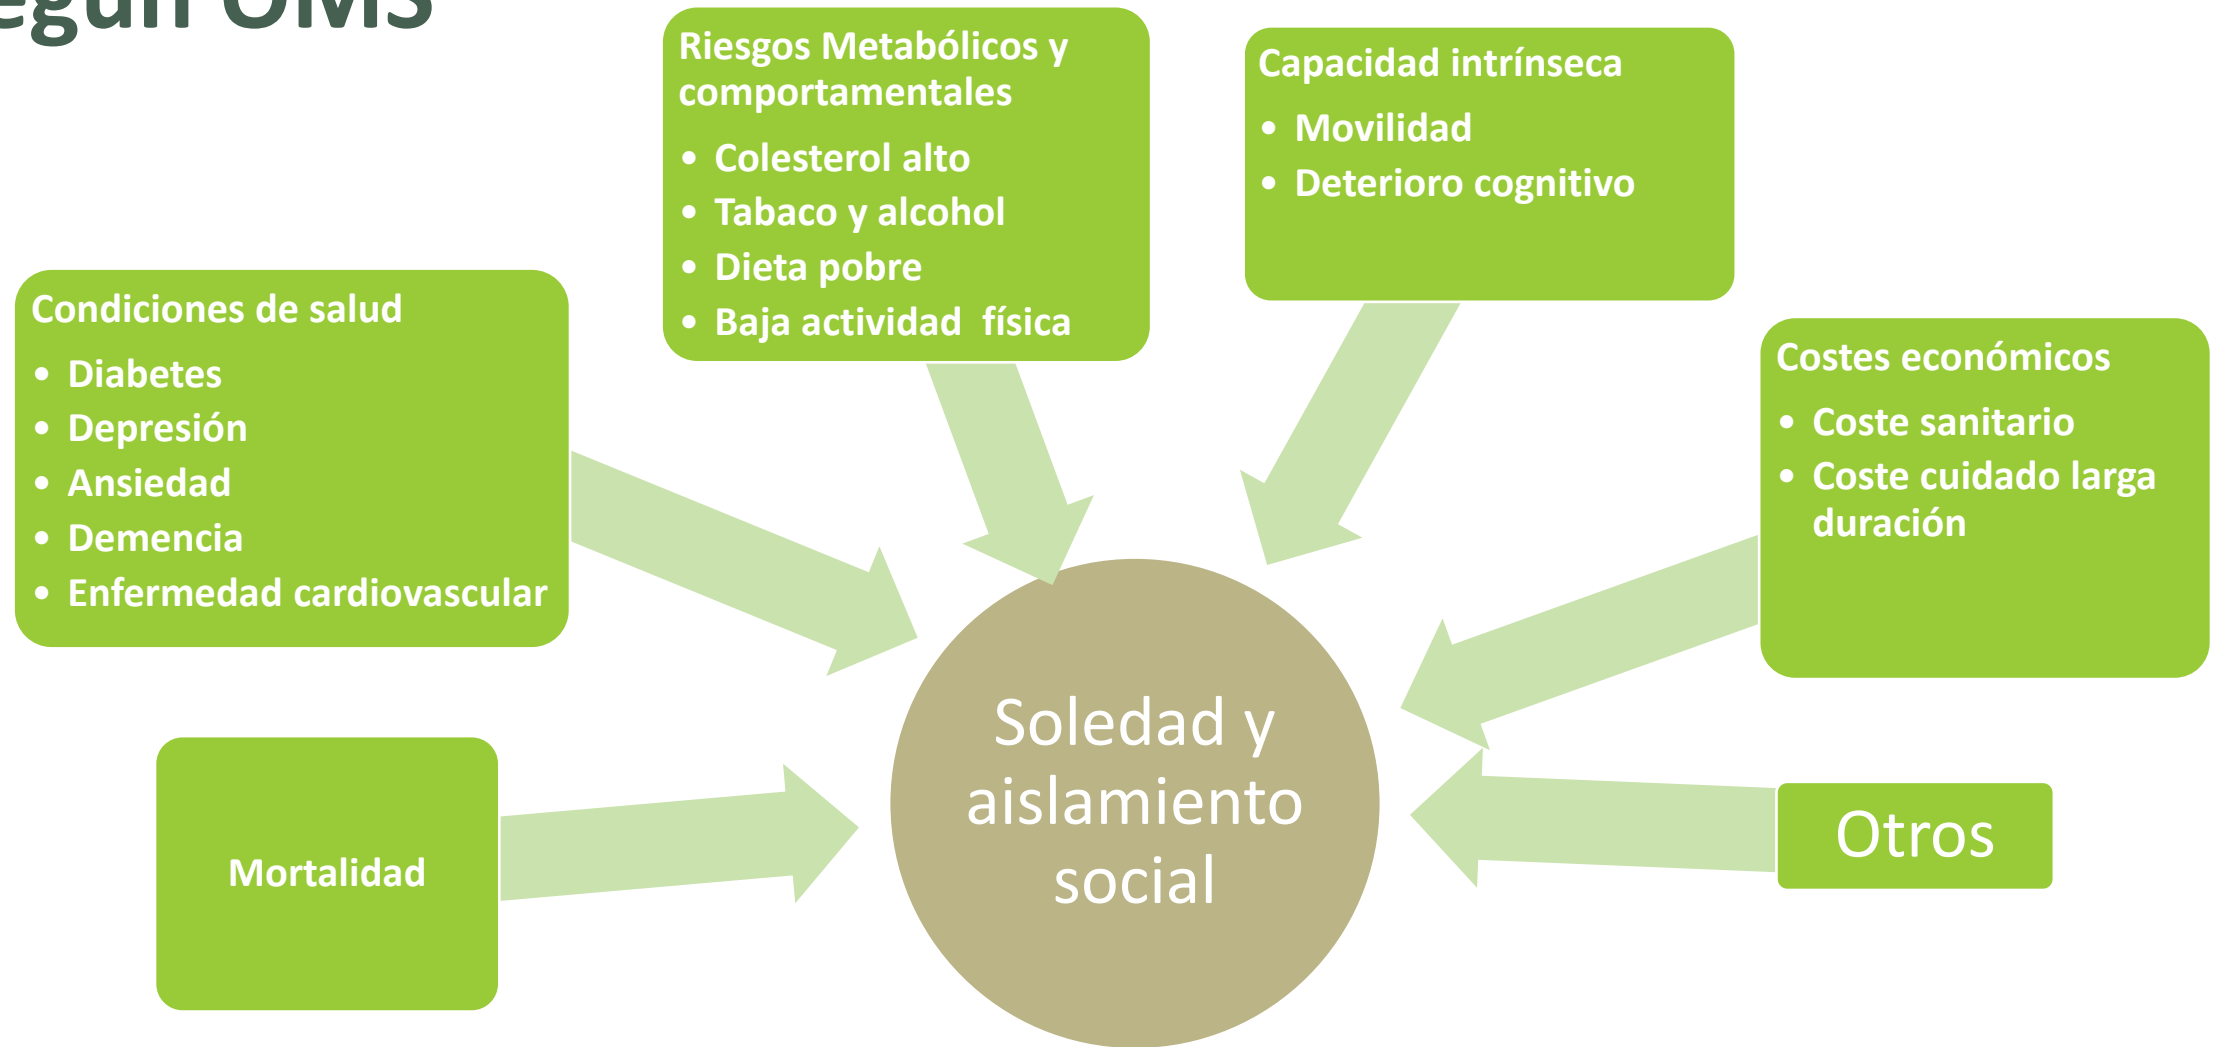 egún OMS
Riesgos Metabólicos y
comportamentales
• Colesterol alto
• Tabaco y alcohol
• Dieta pobre
• Baja actividad física
Capacidad intrínseca
• Movilidad
• Deterioro cognitivo
Condiciones de salud
• Diabetes
• Depresión
• Ansiedad
• Demencia
• Enfermedad cardiovascular
Costes económicos
• Coste sanitario
• Coste cuidado larga
duración
Mortalidad
Soledad y
aislamiento
social
Otros